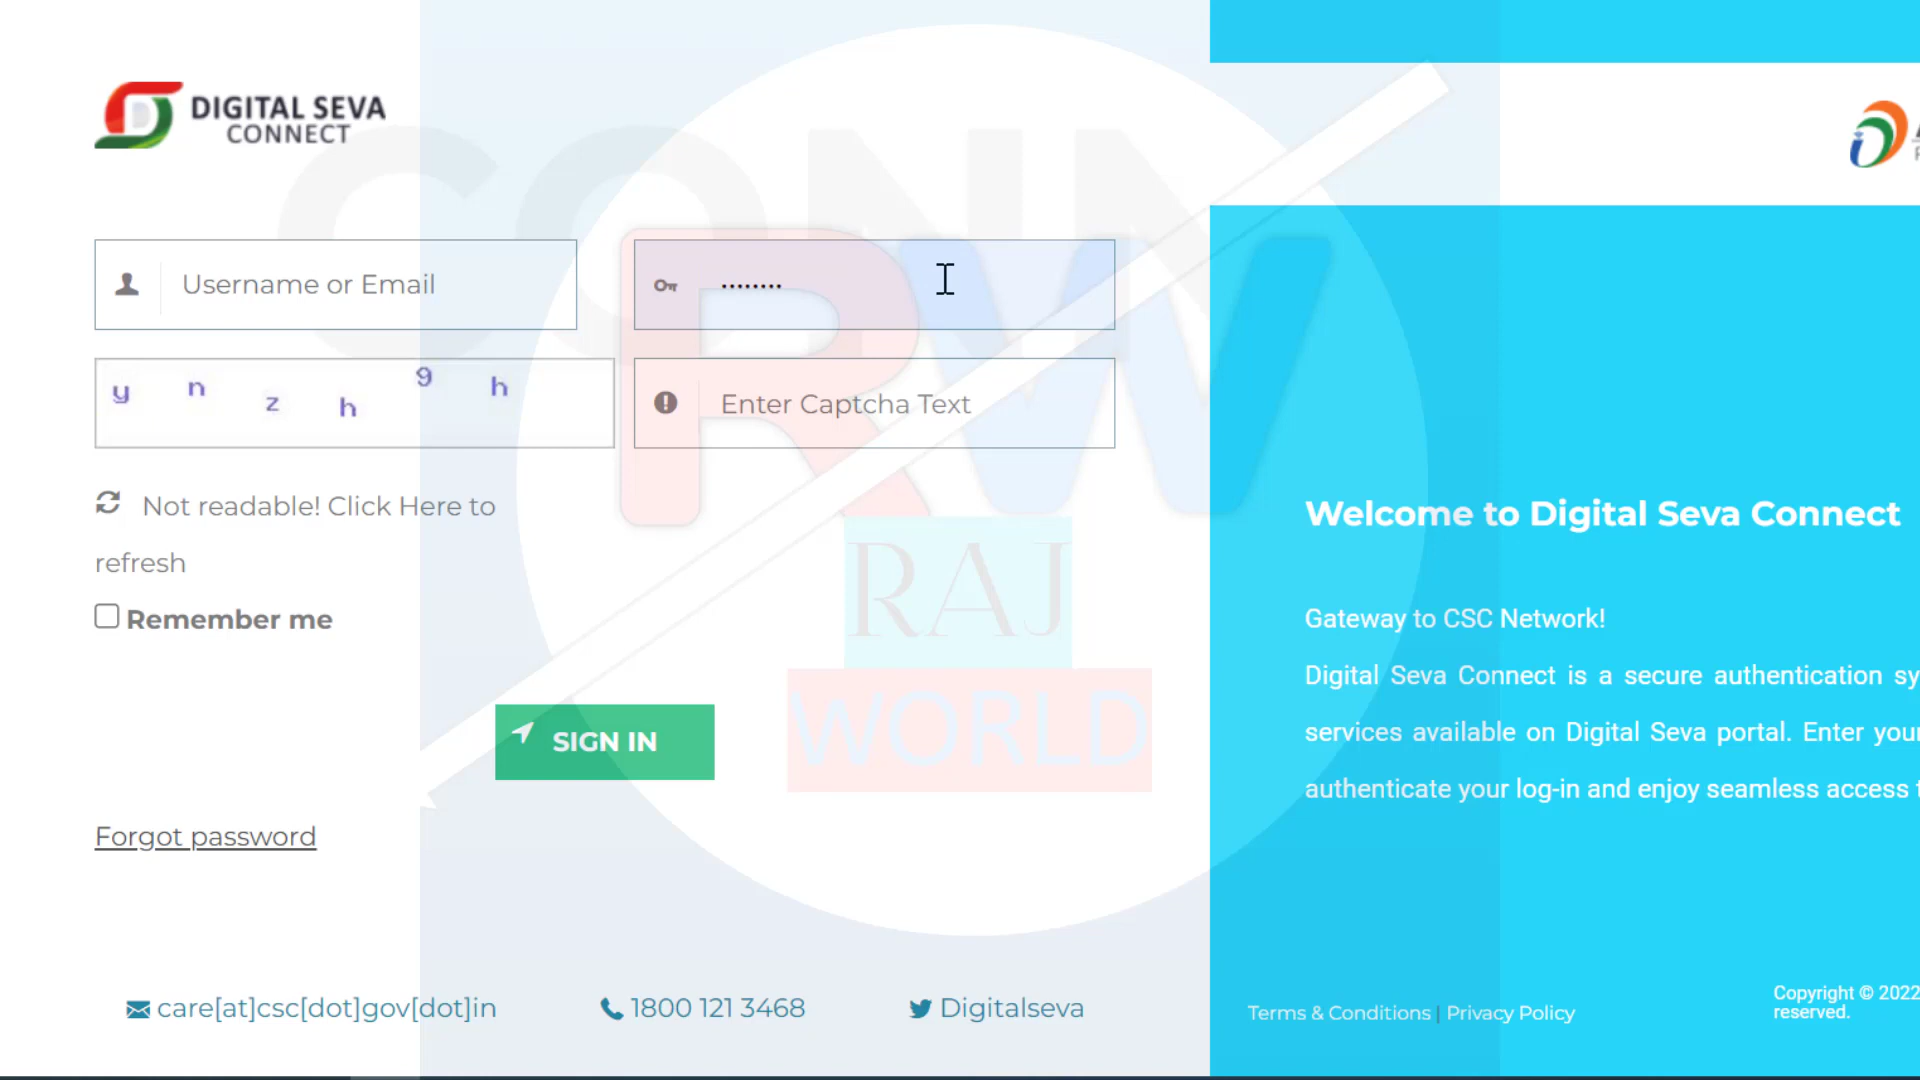 DIGITAL SEVA
CONNECT
CONN
Username or Email
••••••••
y n z h 9 h
Enter Captcha Text
Not readable! Click Here to
refresh
Remember me
SIGN IN
Forgot password
care[at]csc[dot]gov[dot]in
1800 121 3468
Digitalseva
RW
RAJ
WORLD
Welcome to Digital Seva Connect
Gateway to CSC Network!
Digital Seva Connect is a secure authentication sy
services available on Digital Seva portal. Enter your
authenticate your log-in and enjoy seamless access t
Terms & Conditions | Privacy Policy
Copyright © 2022
reserved.